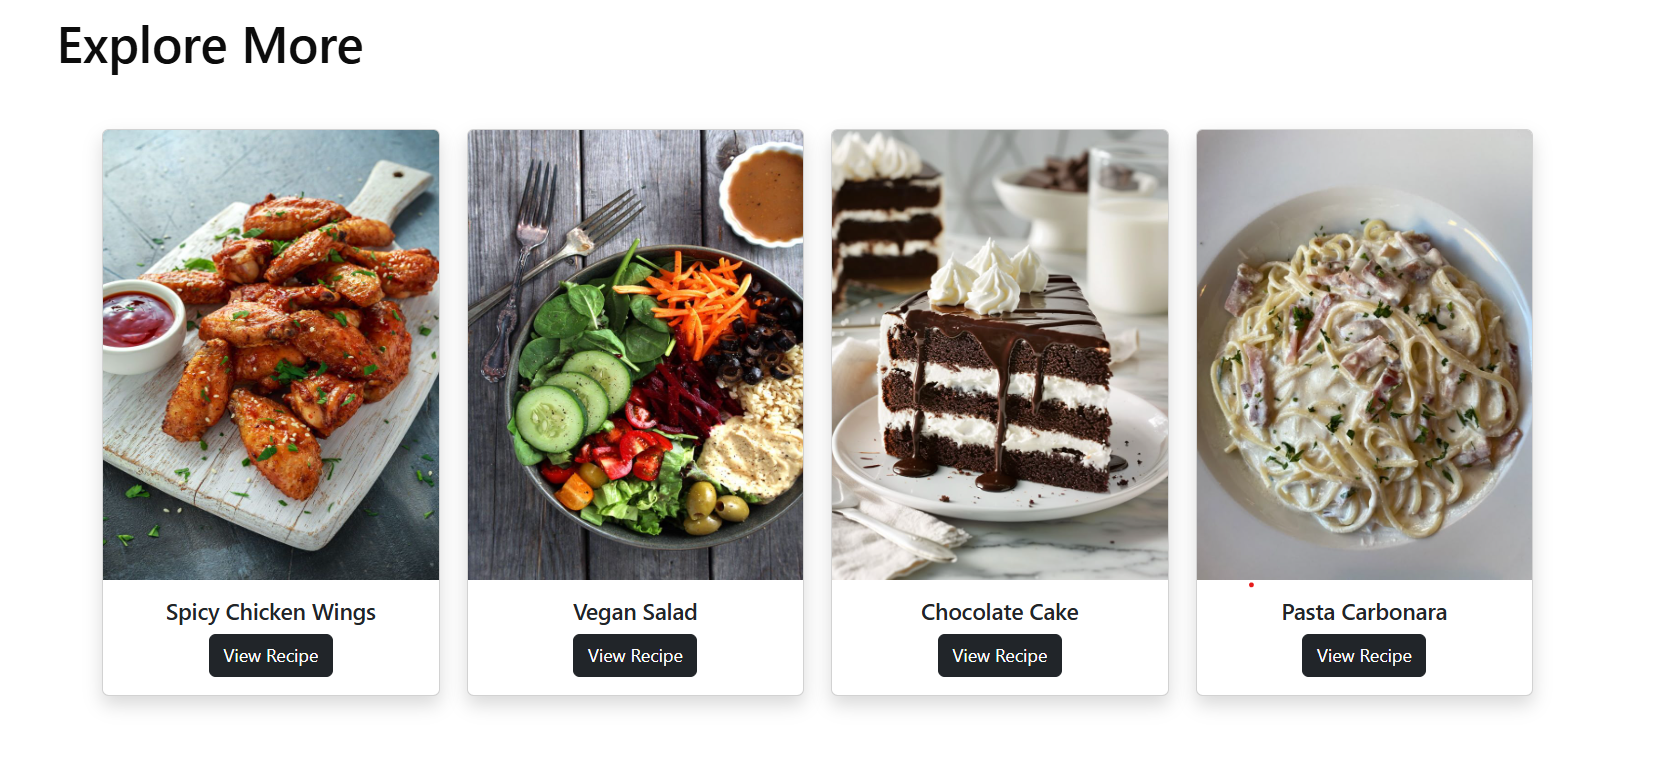 Explore More
Spicy Chicken Wings
View Recipe
Vegan Salad
View Recipe
Chocolate Cake
View Recipe
Pasta Carbonara
View Recipe